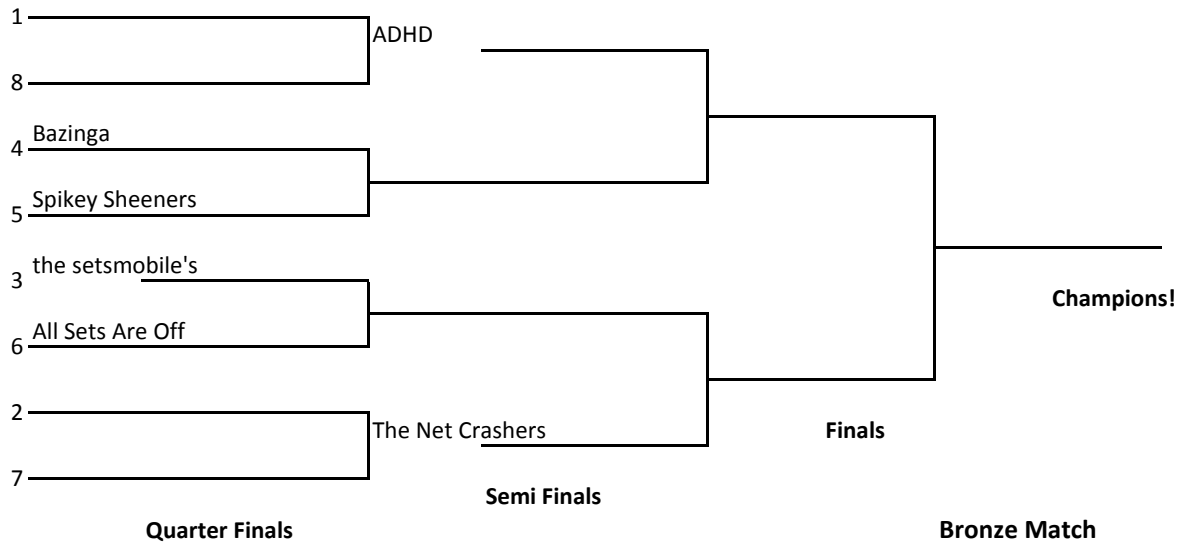 1
ADHD
8
Bazinga
4
Spikey Sheeners
5
the setsmobile's
3
Champions!
All Sets Are Off
6
2
The Net Crashers
Finals
7
Semi Finals
Quarter Finals
Bronze Match